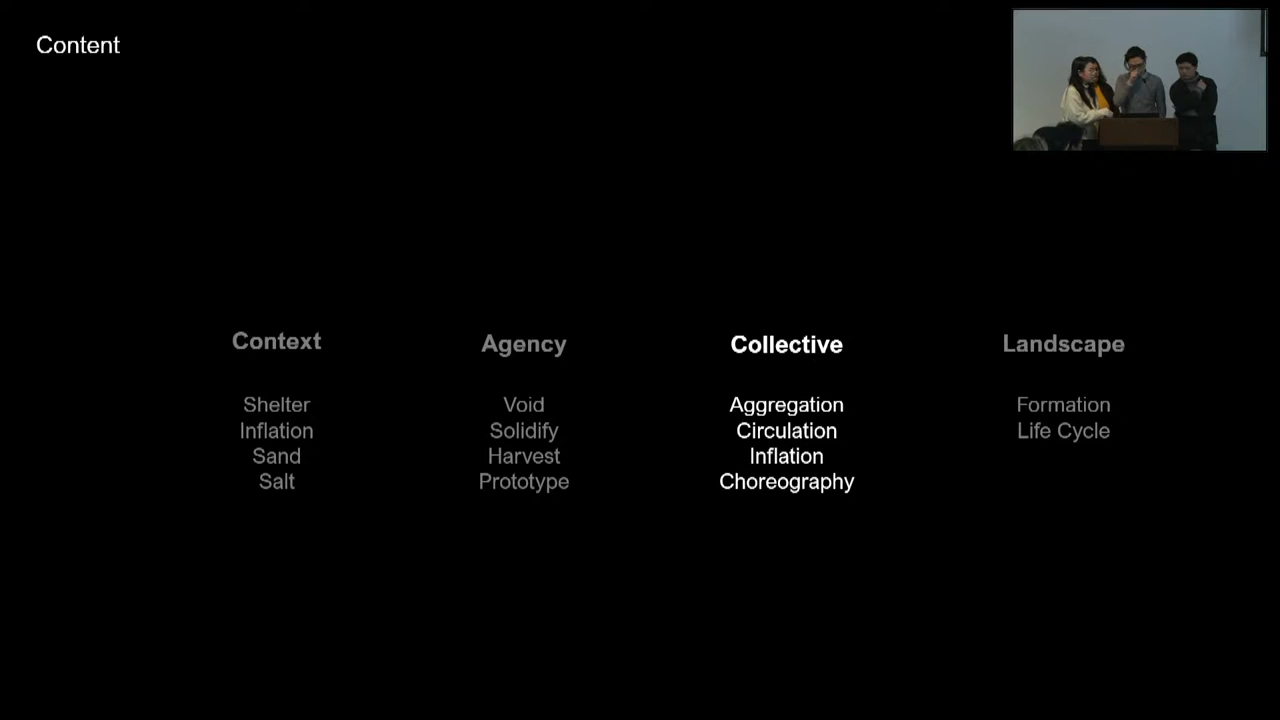 Content
Context
Shelter
Inflation
Sand
Salt
Agency
Void
Solidify
Harvest
Prototype
Collective
Aggregation
Circulation
Inflation
Choreography
Landscape
Formation
Life Cycle